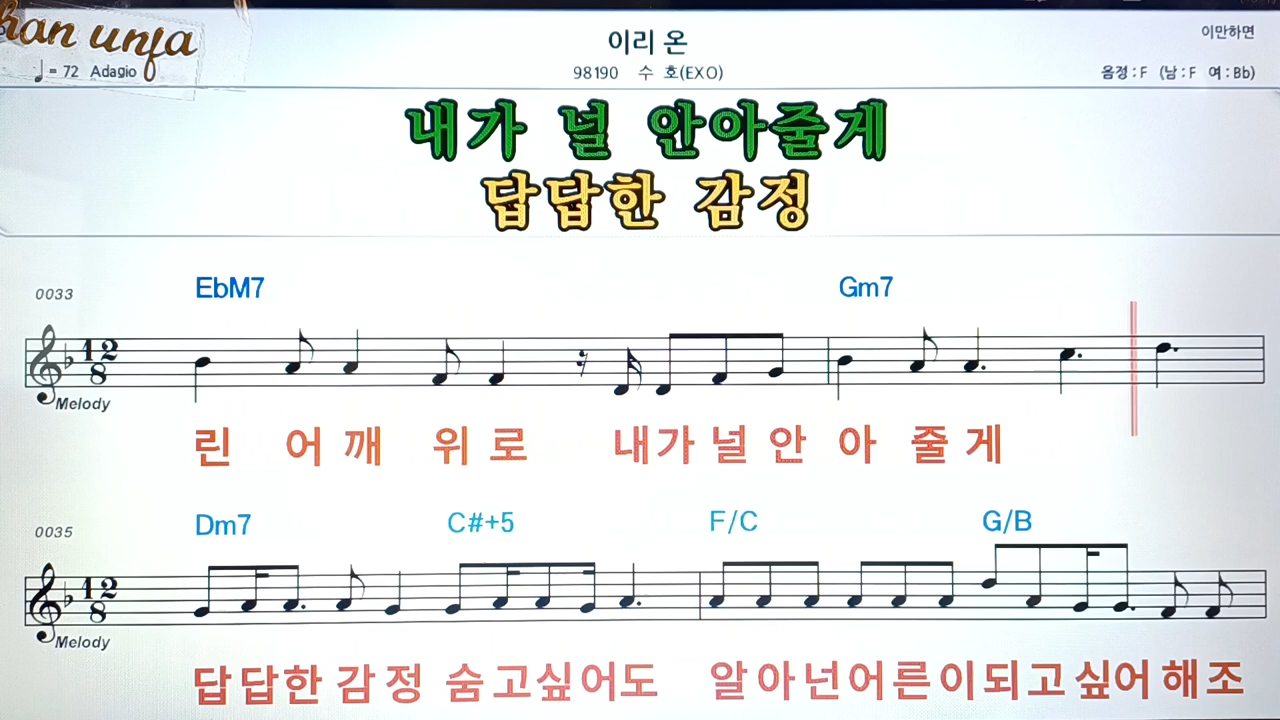 han unfa
이리 온
이만하면
♩= 72 Adagio
98190 수 호(EXO)
음정 : F (남 : F 여 : Bb)
내가 널 안아줄게
답답한 감정
0033 EbM7 Gm7
12
8
Melody
린 어 깨 위 로 내가 널 안 아 줄 게
0035 Dm7 C#+5 F/C G/B
12
8
Melody
답답한 감 정 숨 고싶어도 알아넌어른이되고싶어 해조